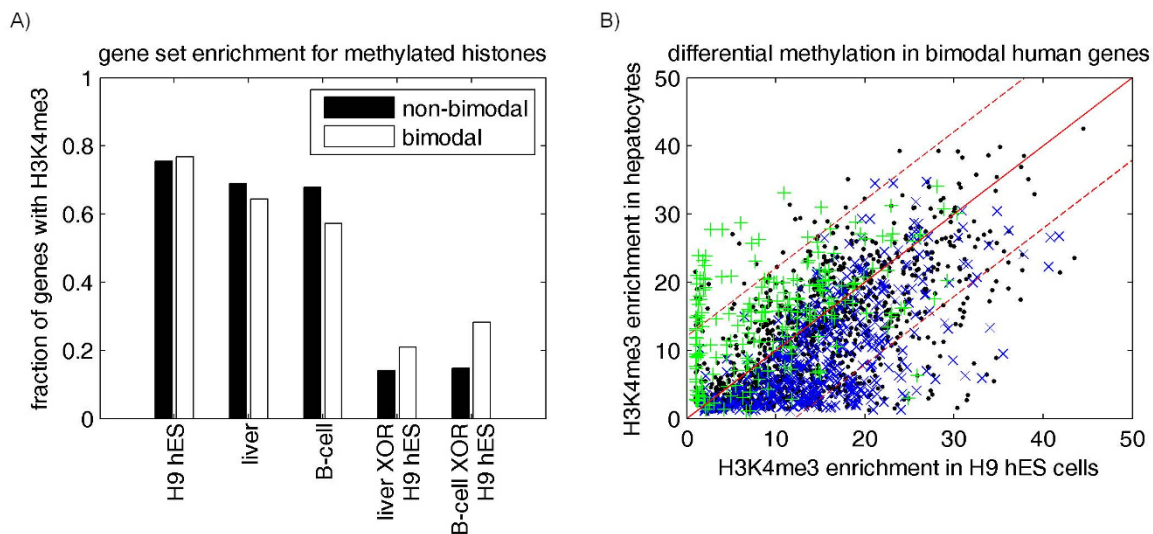 A)
gene set enrichment for methylated histones
fraction of genes with H3K4me3
1
0.8
0.6
0.4
0.2
0
non-bimodal
bimodal
H9 hES
liver
B-cell
liver XOR
H9 hES
B-cell XOR
H9 hES
B)
differential methylation in bimodal human genes
H3K4me3 enrichment in hepatocytes
50
40
30
20
10
0
0 10 20 30 40 50
H3K4me3 enrichment in H9 hES cells